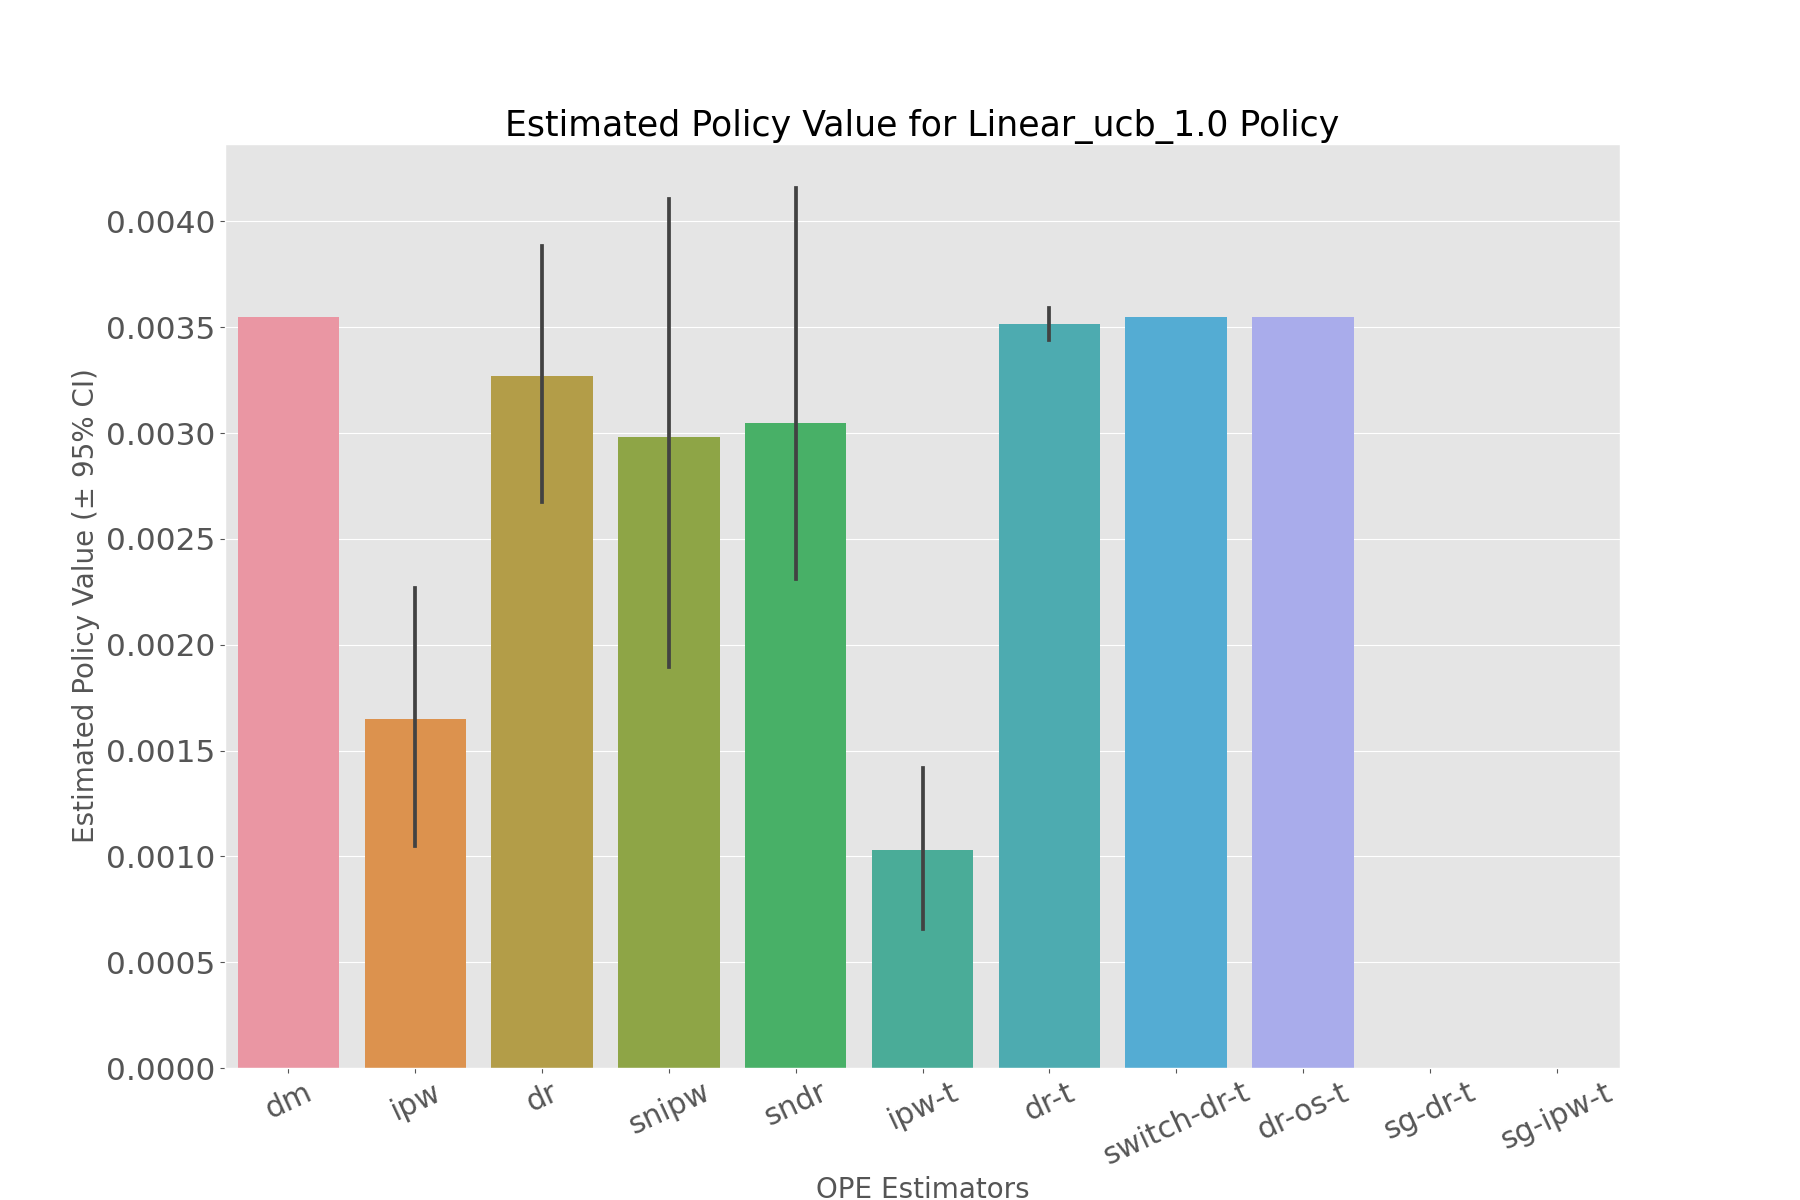 Estimated Policy Value for Linear_ucb_1.0 Policy
Estimated Policy Value (± 95% CI)
0.0040
0.0035
0.0030
0.0025
0.0020
0.0015
0.0010
0.0005
0.0000
dm
ipw
dr
snipw
sndr
ipw-t
dr-t
switch-dr-t
dr-os-t
sg-dr-t
sg-ipw-t
OPE Estimators